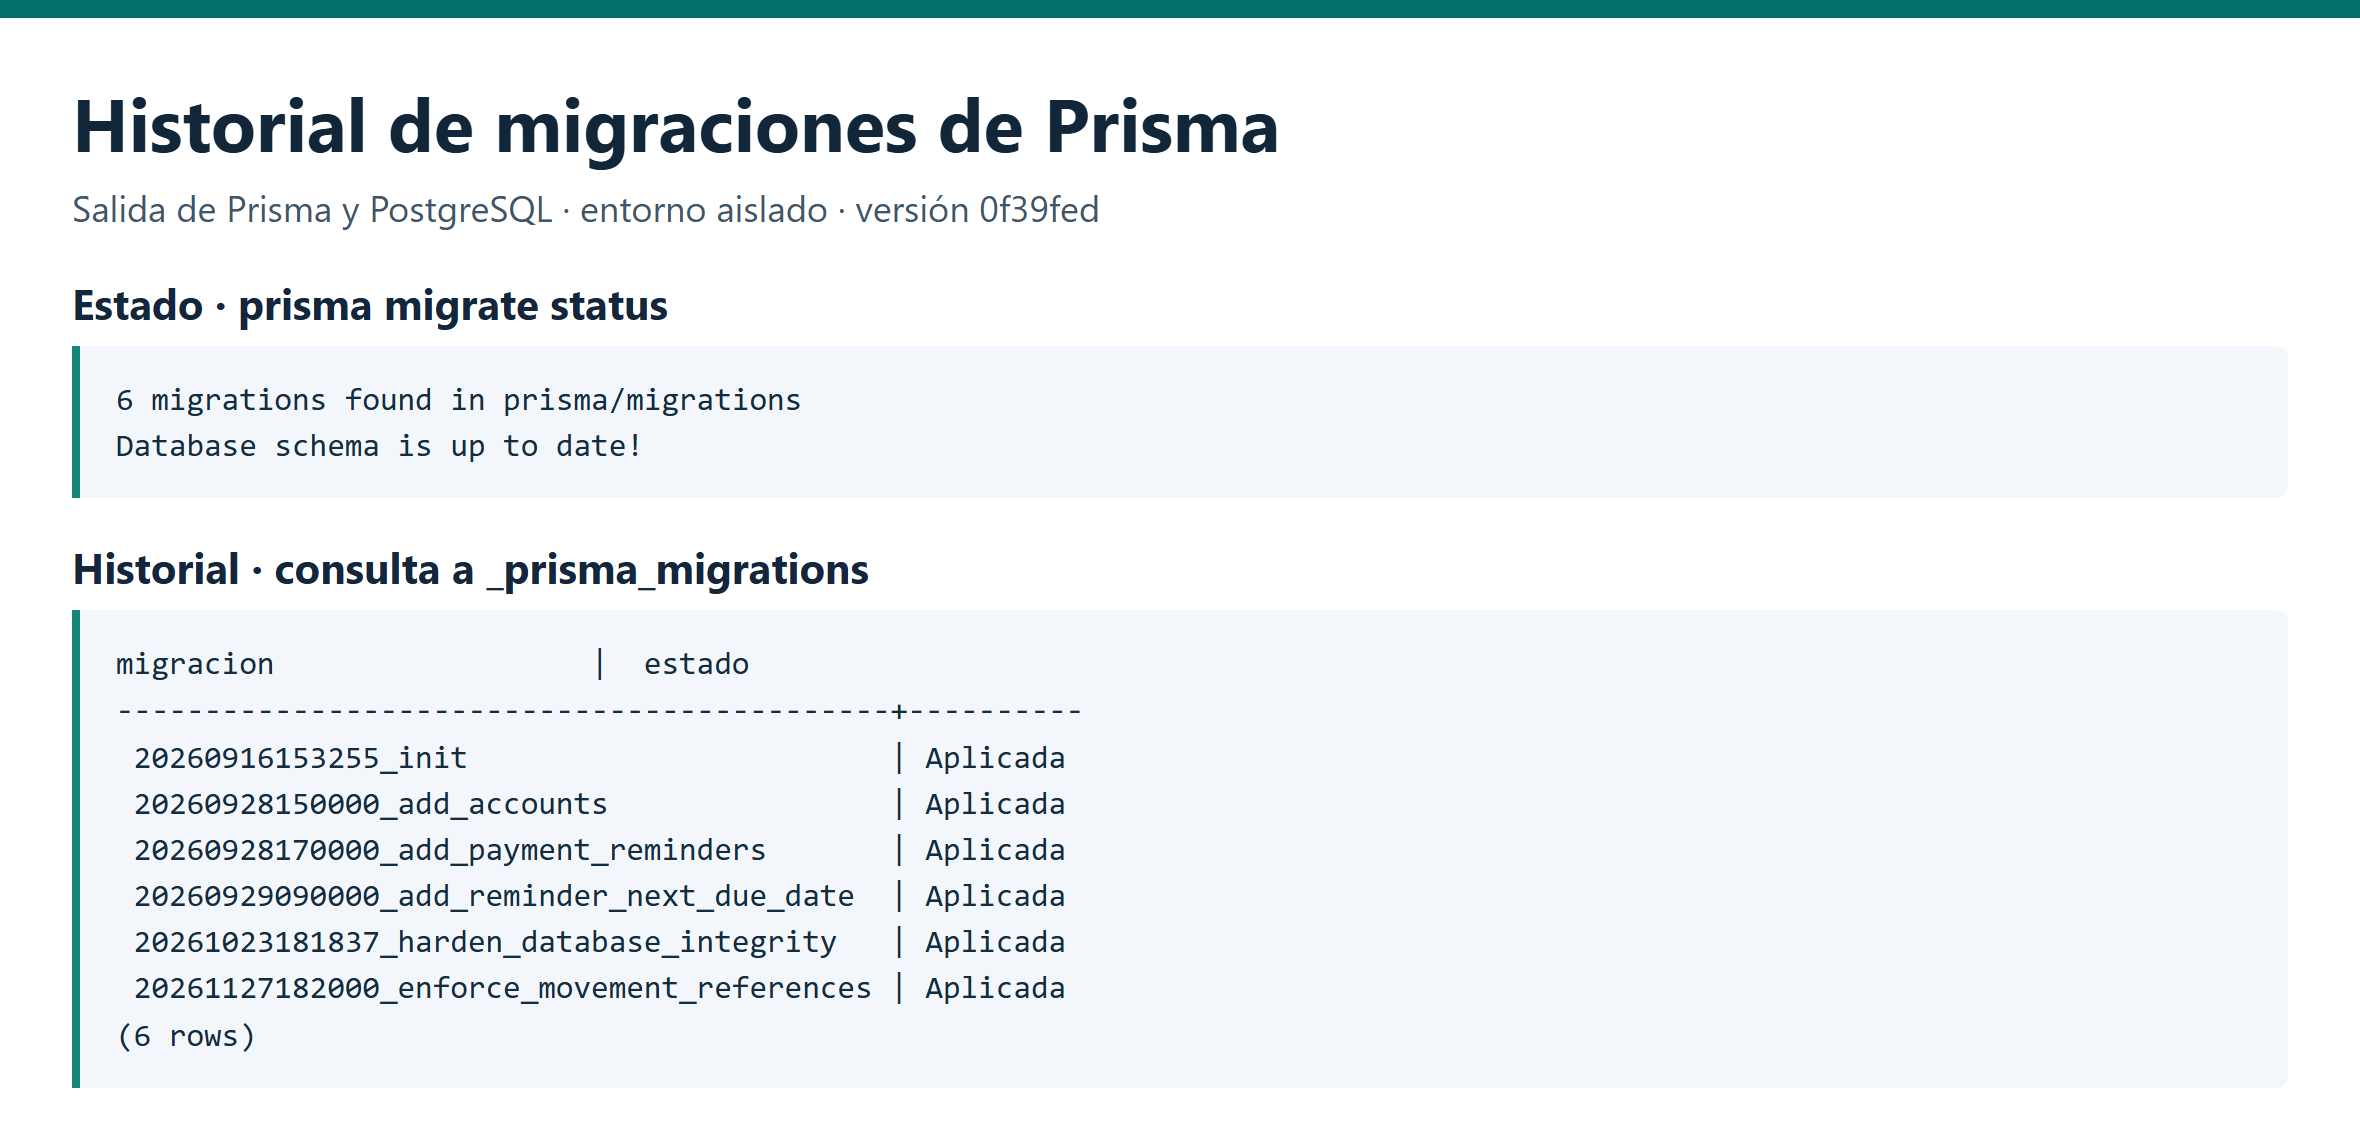 Historial de migraciones de Prisma
Salida de Prisma y PostgreSQL · entorno aislado · versión 0f39fed
Estado · prisma migrate status
6 migrations found in prisma/migrations
Database schema is up to date!
Historial · consulta a _prisma_migrations
migracion                  |  estado
--------------------------------------------+----------
 20260916153255_init                        | Aplicada
 20260928150000_add_accounts                | Aplicada
 20260928170000_add_payment_reminders       | Aplicada
 20260929090000_add_reminder_next_due_date  | Aplicada
 20261023181837_harden_database_integrity   | Aplicada
 20261127182000_enforce_movement_references | Aplicada
(6 rows)